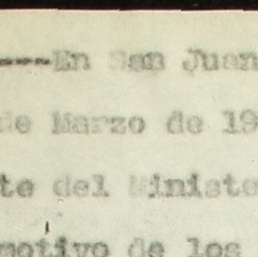 ---En San Juan
de Marzo de 19
te del Ministe
motivo de los